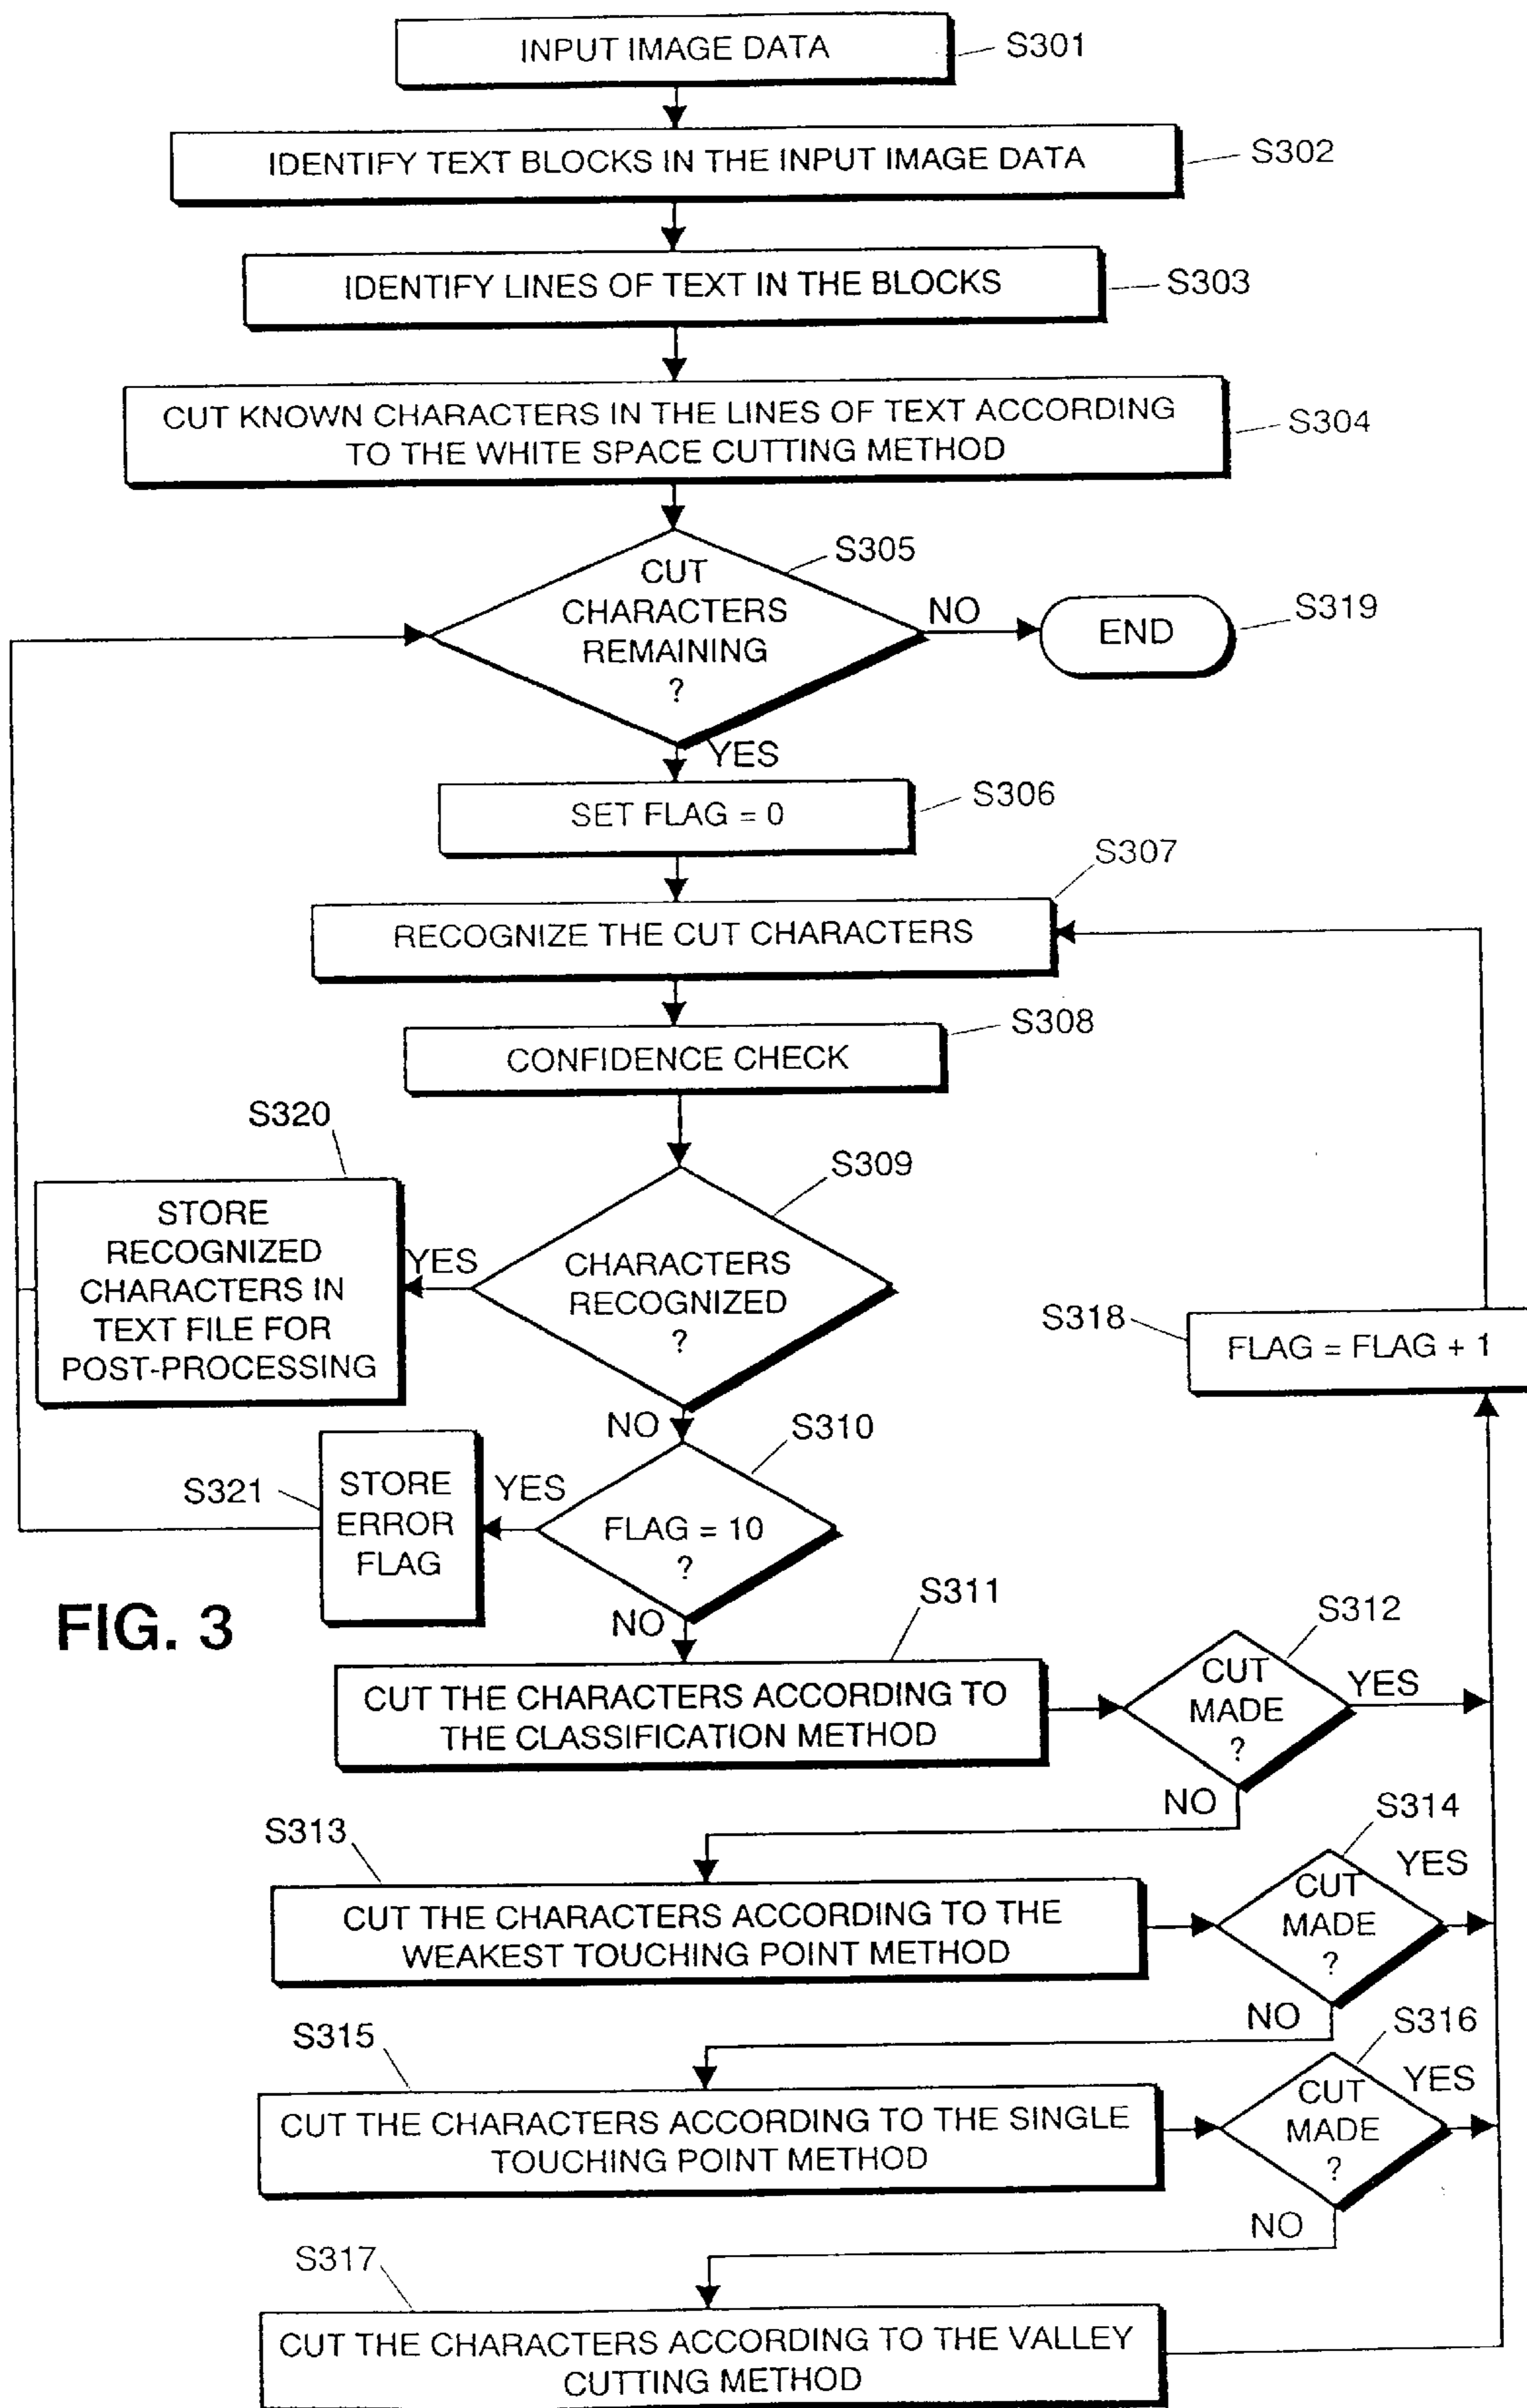 INPUT IMAGE DATA
S301
IDENTIFY TEXT BLOCKS IN THE INPUT IMAGE DATA
S302
IDENTIFY LINES OF TEXT IN THE BLOCKS
S303
CUT KNOWN CHARACTERS IN THE LINES OF TEXT ACCORDING
TO THE WHITE SPACE CUTTING METHOD
S304
CUT
CHARACTERS
REMAINING
?
S305
NO
END
S319
YES
SET FLAG = 0
S306
RECOGNIZE THE CUT CHARACTERS
S307
CONFIDENCE CHECK
S308
CHARACTERS
RECOGNIZED
?
S309
YES
S320
STORE
RECOGNIZED
CHARACTERS IN
TEXT FILE FOR
POST-PROCESSING
S318
FLAG = FLAG + 1
NO
FLAG = 10
?
S310
YES
S321
STORE
ERROR
FLAG
FIG. 3
NO
S311
CUT THE CHARACTERS ACCORDING TO
THE CLASSIFICATION METHOD
S312
CUT
MADE
?
YES
NO
S313
CUT THE CHARACTERS ACCORDING TO THE
WEAKEST TOUCHING POINT METHOD
S314
CUT
MADE
?
YES
NO
S315
CUT THE CHARACTERS ACCORDING TO THE SINGLE
TOUCHING POINT METHOD
S316
CUT
MADE
?
YES
NO
S317
CUT THE CHARACTERS ACCORDING TO THE VALLEY
CUTTING METHOD